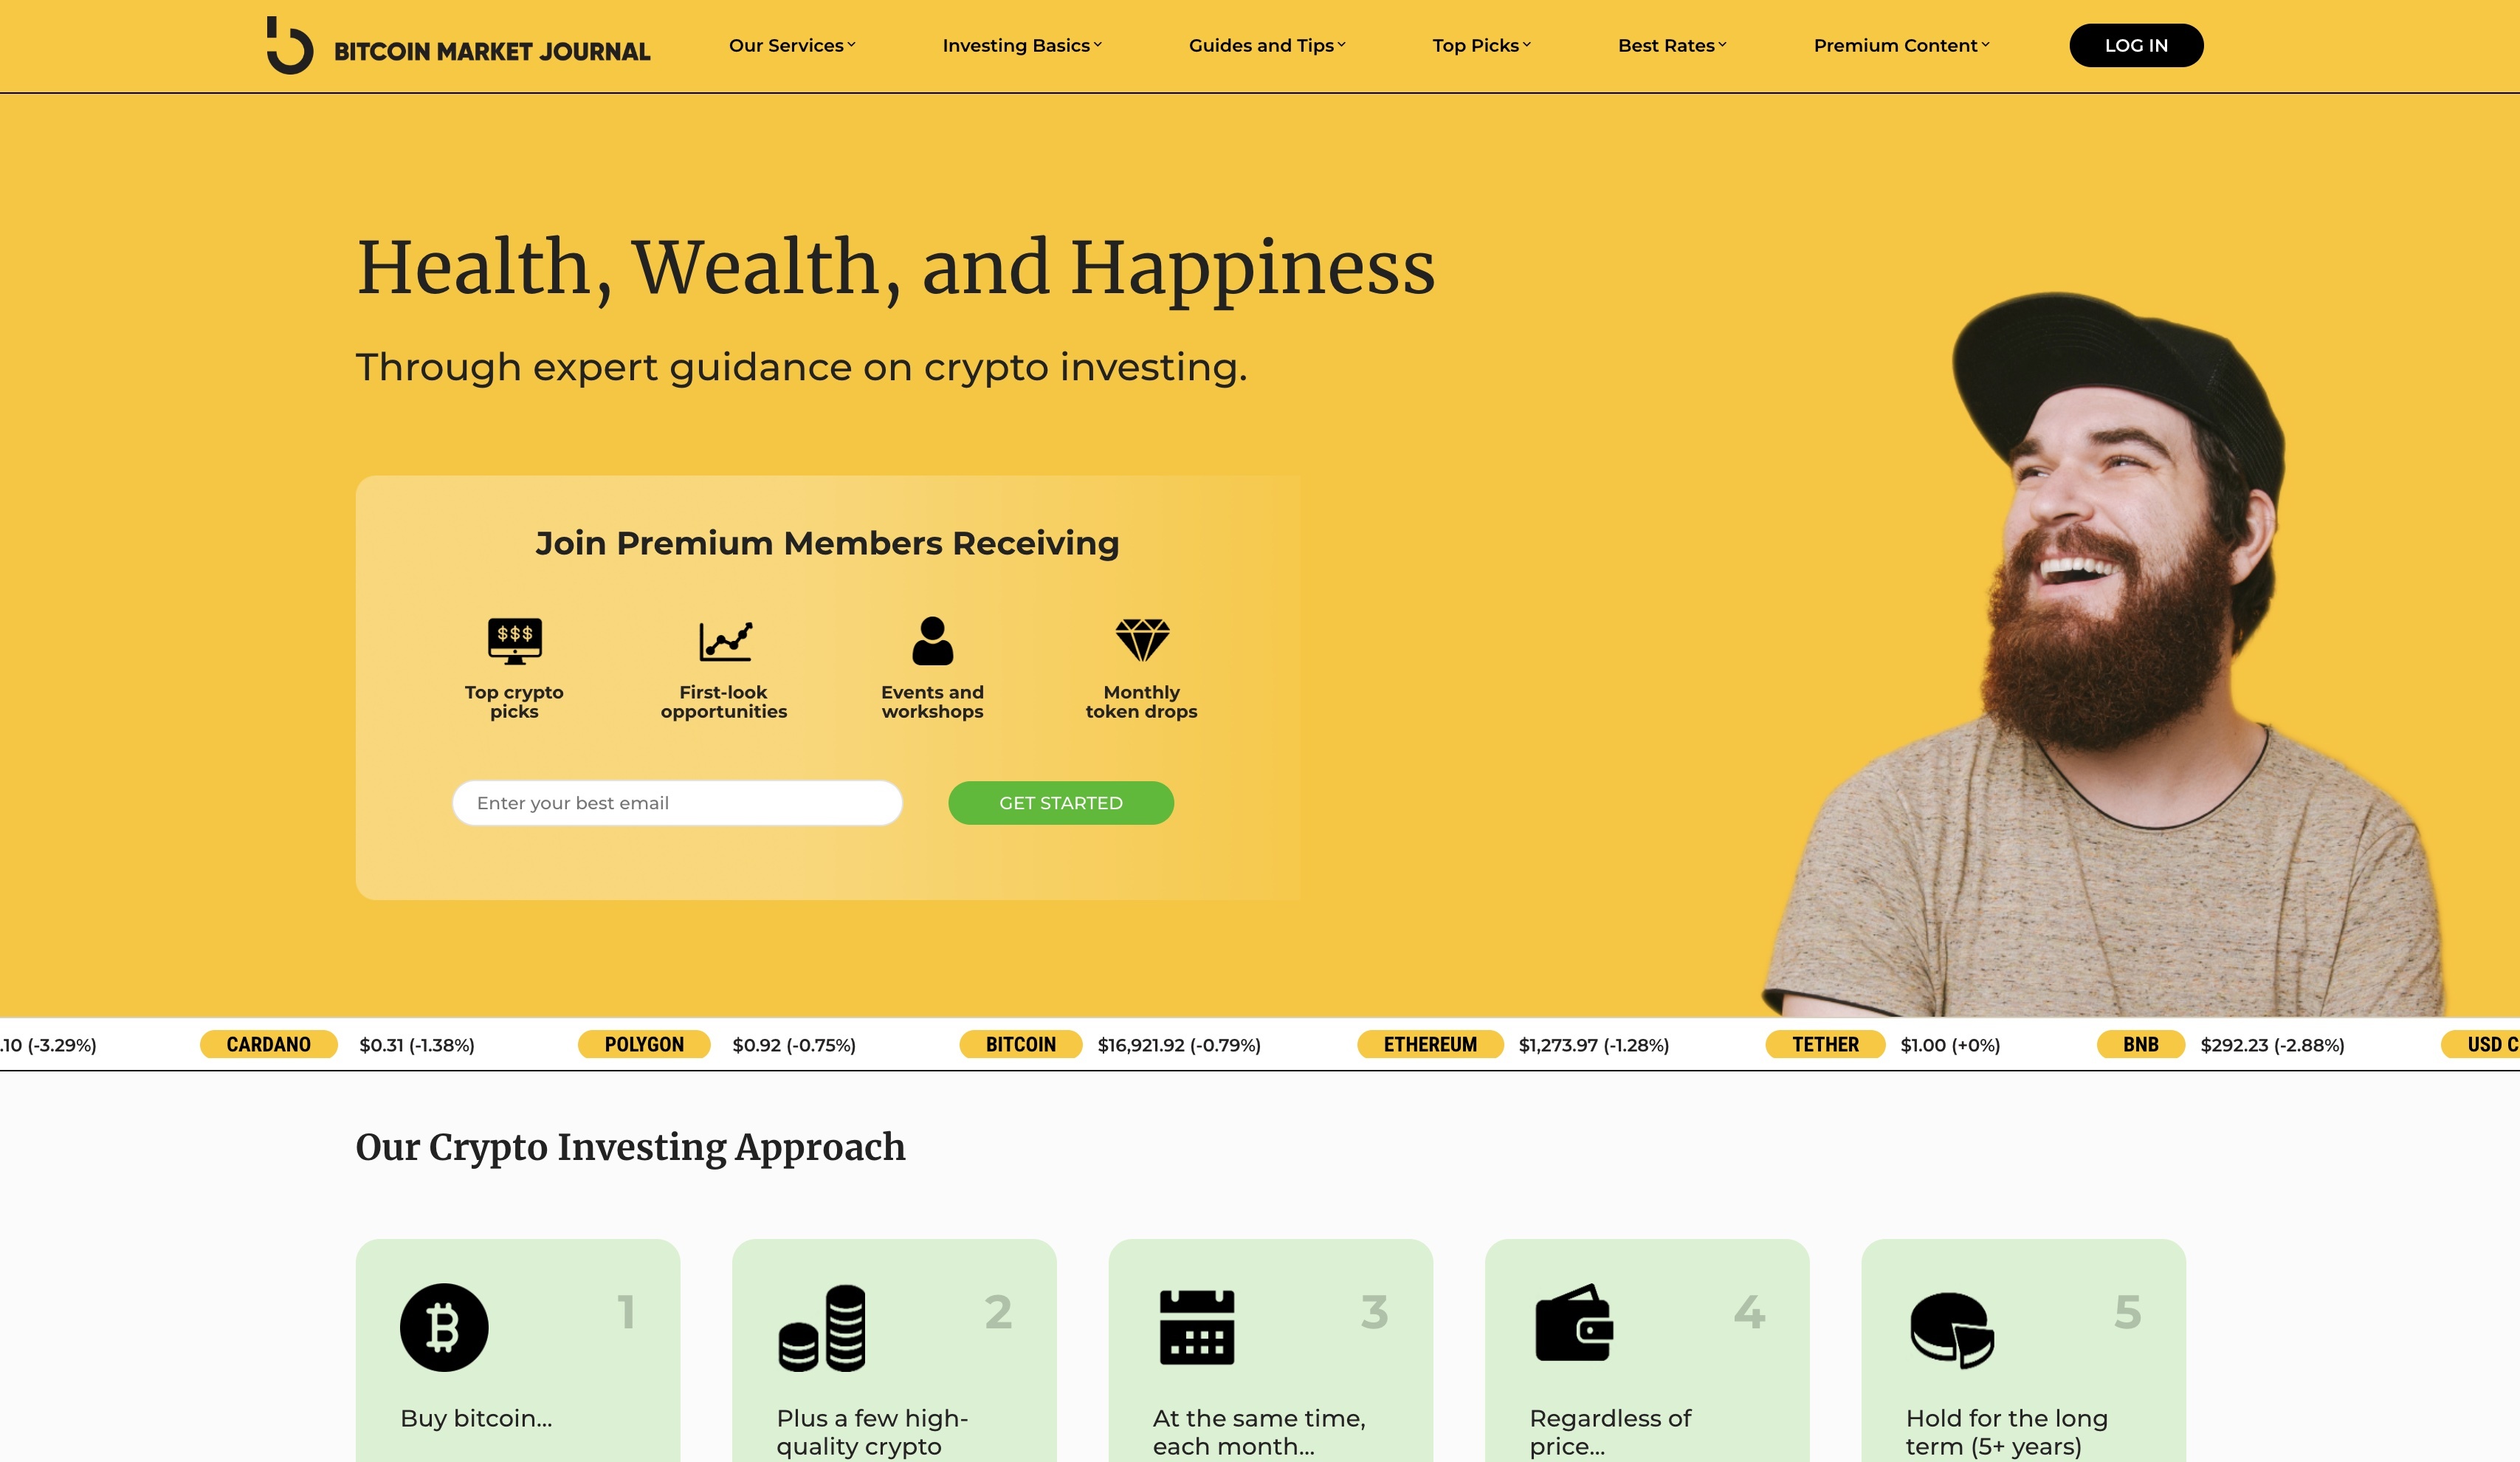 BITCOIN MARKET JOURNAL
Our Services
Investing Basics
Guides and Tips
Top Picks
Best Rates
Premium Content
LOG IN
Health, Wealth, and Happiness
Through expert guidance on crypto investing.
Join Premium Members Receiving
$$$
Top crypto
picks
First-look
opportunities
Events and
workshops
Monthly
token drops
Enter your best email
GET STARTED
.10 (-3.29%) CARDANO $0.31 (-1.38%) POLYGON $0.92 (-0.75%) BITCOIN $16,921.92 (-0.79%) ETHEREUM $1,273.97 (-1.28%) TETHER $1.00 (+0%) BNB $292.23 (-2.88%) USD C
Our Crypto Investing Approach
1
Buy bitcoin...
2
Plus a few high-
quality crypto
3
At the same time,
each month...
4
Regardless of
price...
5
Hold for the long
term (5+ years)